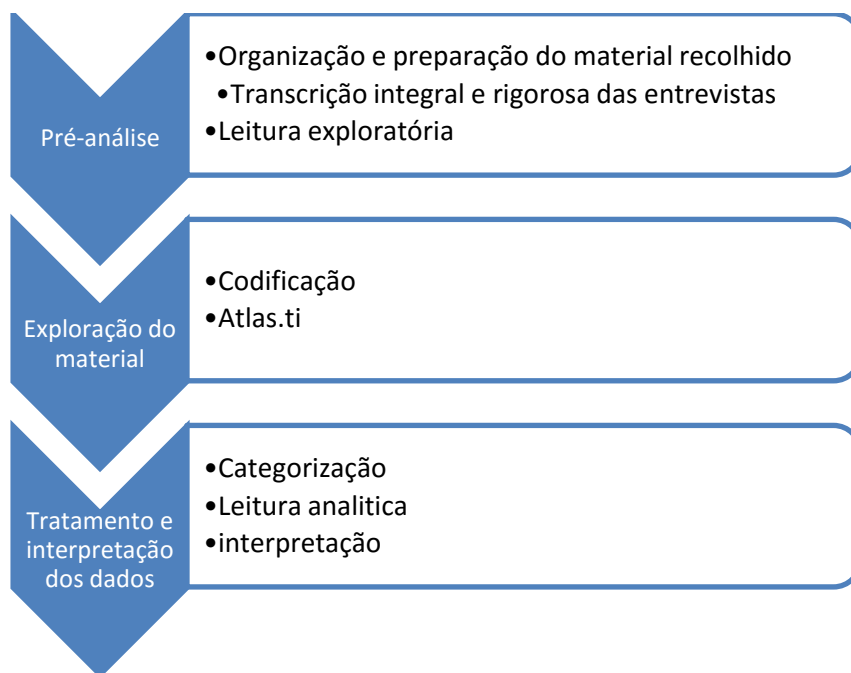 Pré-análise
•Organização e preparação do material recolhido
•Transcrição integral e rigorosa das entrevistas
•Leitura exploratória
Exploração do
material
•Codificação
•Atlas.ti
Tratamento e
interpretação
dos dados
•Categorização
•Leitura analitica
•interpretação